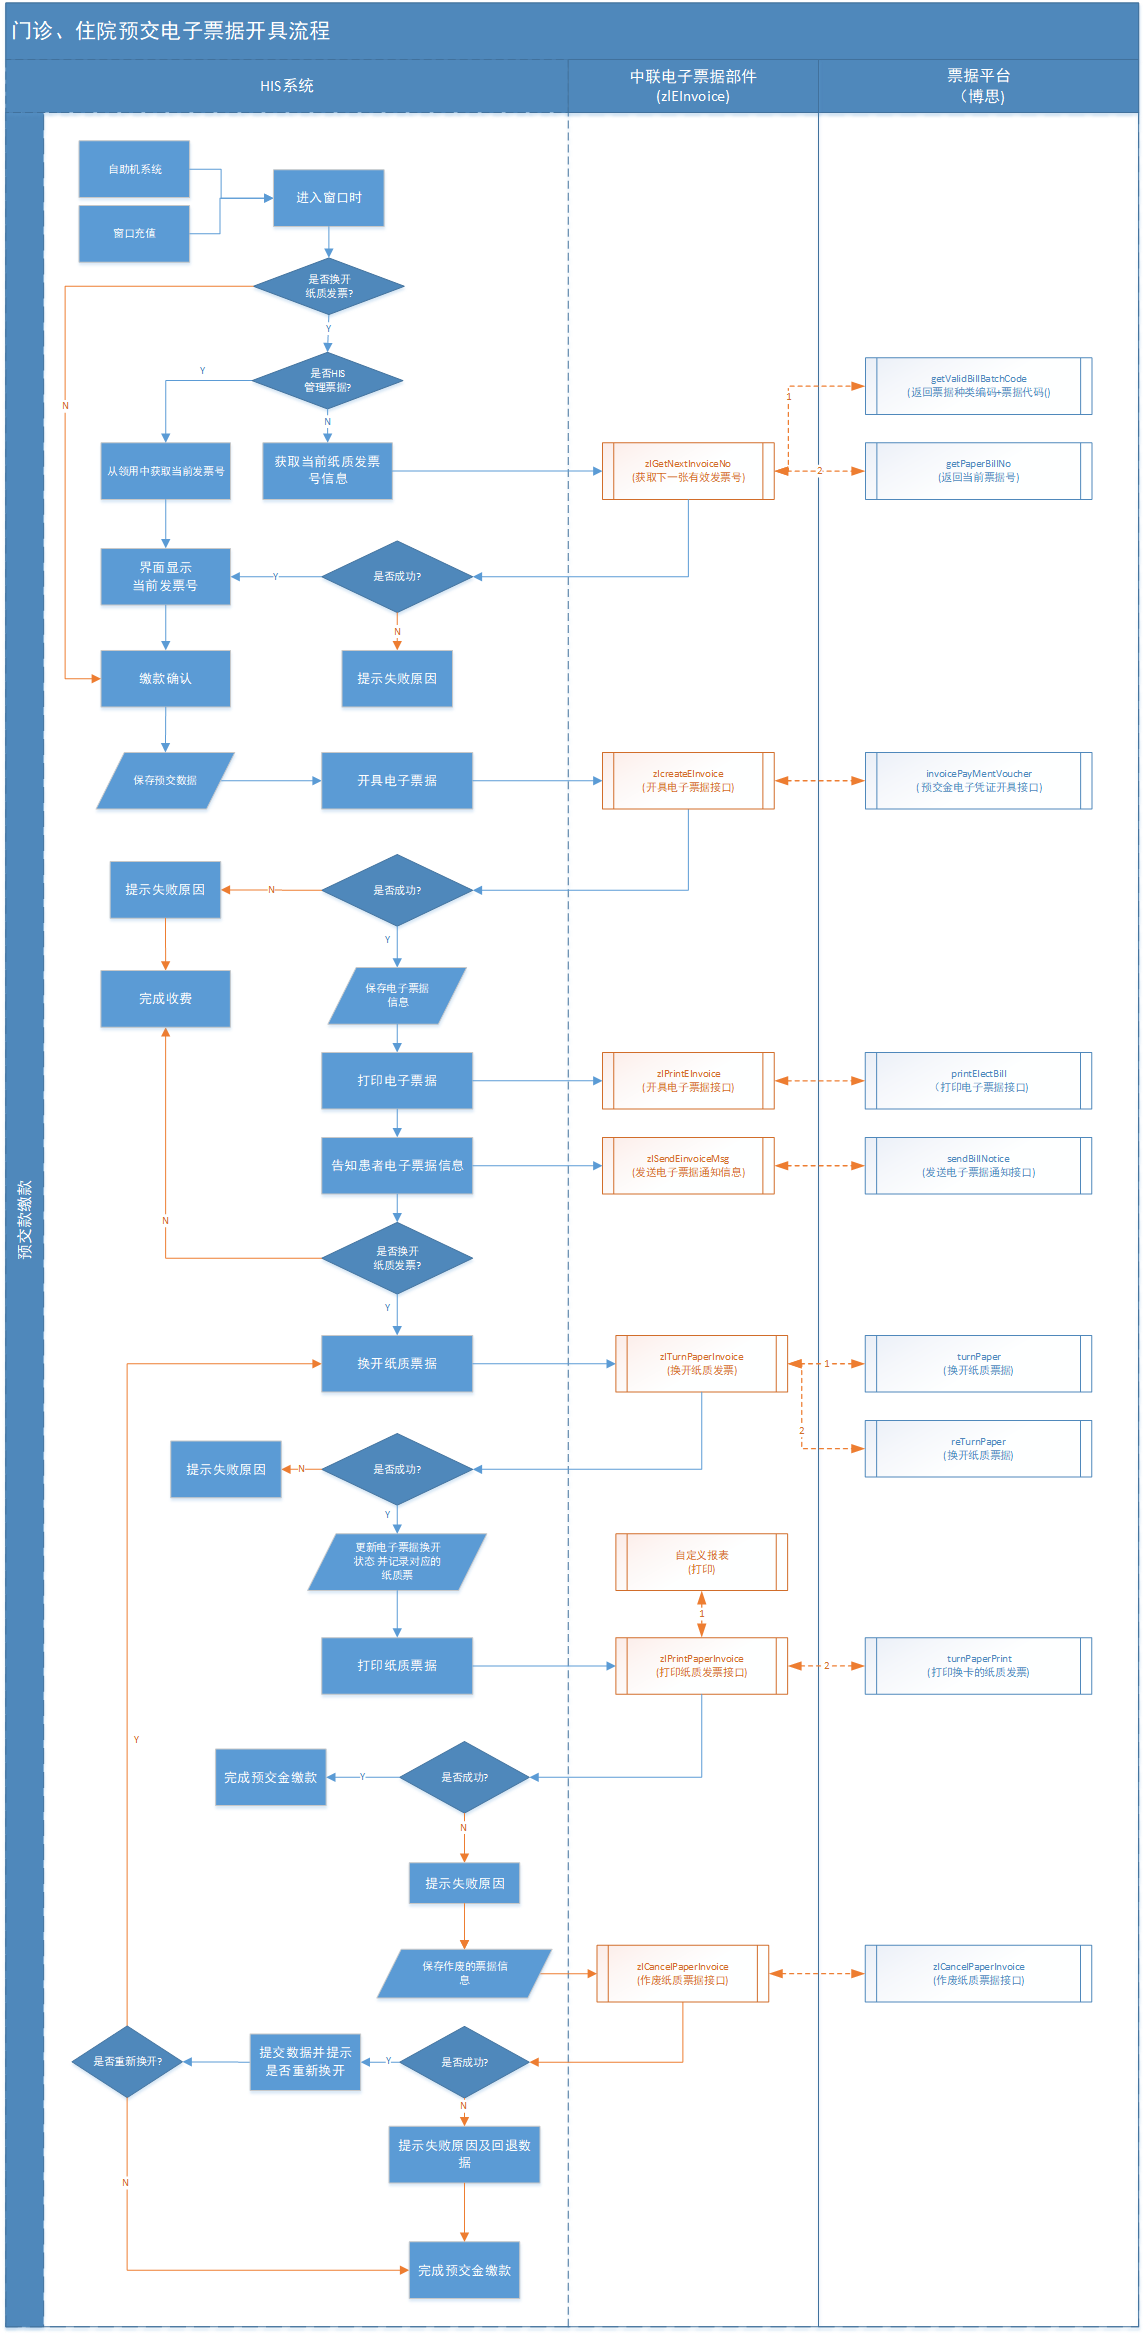 门诊、住院预交电子票据开具流程
HIS系统
中联电子票据部件
(zlEInvoice)
票据平台
（博思）
预交款缴款
自助机系统
窗口充值
进入窗口时
是否换开
纸质发票?
Y
N
是否HIS
管理票据?
Y
N
从领用中获取当前发票号
获取当前纸质发票
号信息
zlGetNextInvoiceNo
(获取下一张有效发票号)
1
2
getValidBillBatchCode
(返回票据种类编码+票据代码()
getPaperBillNo
(返回当前票据号)
界面显示
当前发票号
Y
是否成功?
N
缴款确认
提示失败原因
保存预交数据
开具电子票据
zlcreateEInvoice
(开具电子票据接口)
invoicePayMentVoucher
(预交金电子凭证开具接口)
提示失败原因
N
是否成功?
Y
完成收费
保存电子票据
信息
打印电子票据
zlPrintEInvoice
(开具电子票据接口)
printElectBill
（打印电子票据接口)
告知患者电子票据信息
zlSendEinvoiceMsg
(发送电子票据通知信息)
sendBillNotice
(发送电子票据通知接口)
N
是否换开
纸质发票?
Y
换开纸质票据
zlTurnPaperInvoice
(换开纸质发票)
1
2
turnPaper
(换开纸质票据)
reTurnPaper
(换开纸质票据)
提示失败原因
N
是否成功?
Y
更新电子票据换开
状态 并记录对应的
纸质票
自定义报表
(打印)
1
打印纸质票据
zlPrintPaperInvoice
(打印纸质发票接口)
2
turnPaperPrint
(打印换卡的纸质发票)
Y
完成预交金缴款
Y
是否成功?
N
提示失败原因
保存作废的票据信
息
zlCancelPaperInvoice
(作废纸质票据接口)
zlCancelPaperInvoice
(作废纸质票据接口)
是否重新换开?
提交数据并提示
是否重新换开
Y
是否成功?
N
提示失败原因及回退数
据
N
完成预交金缴款